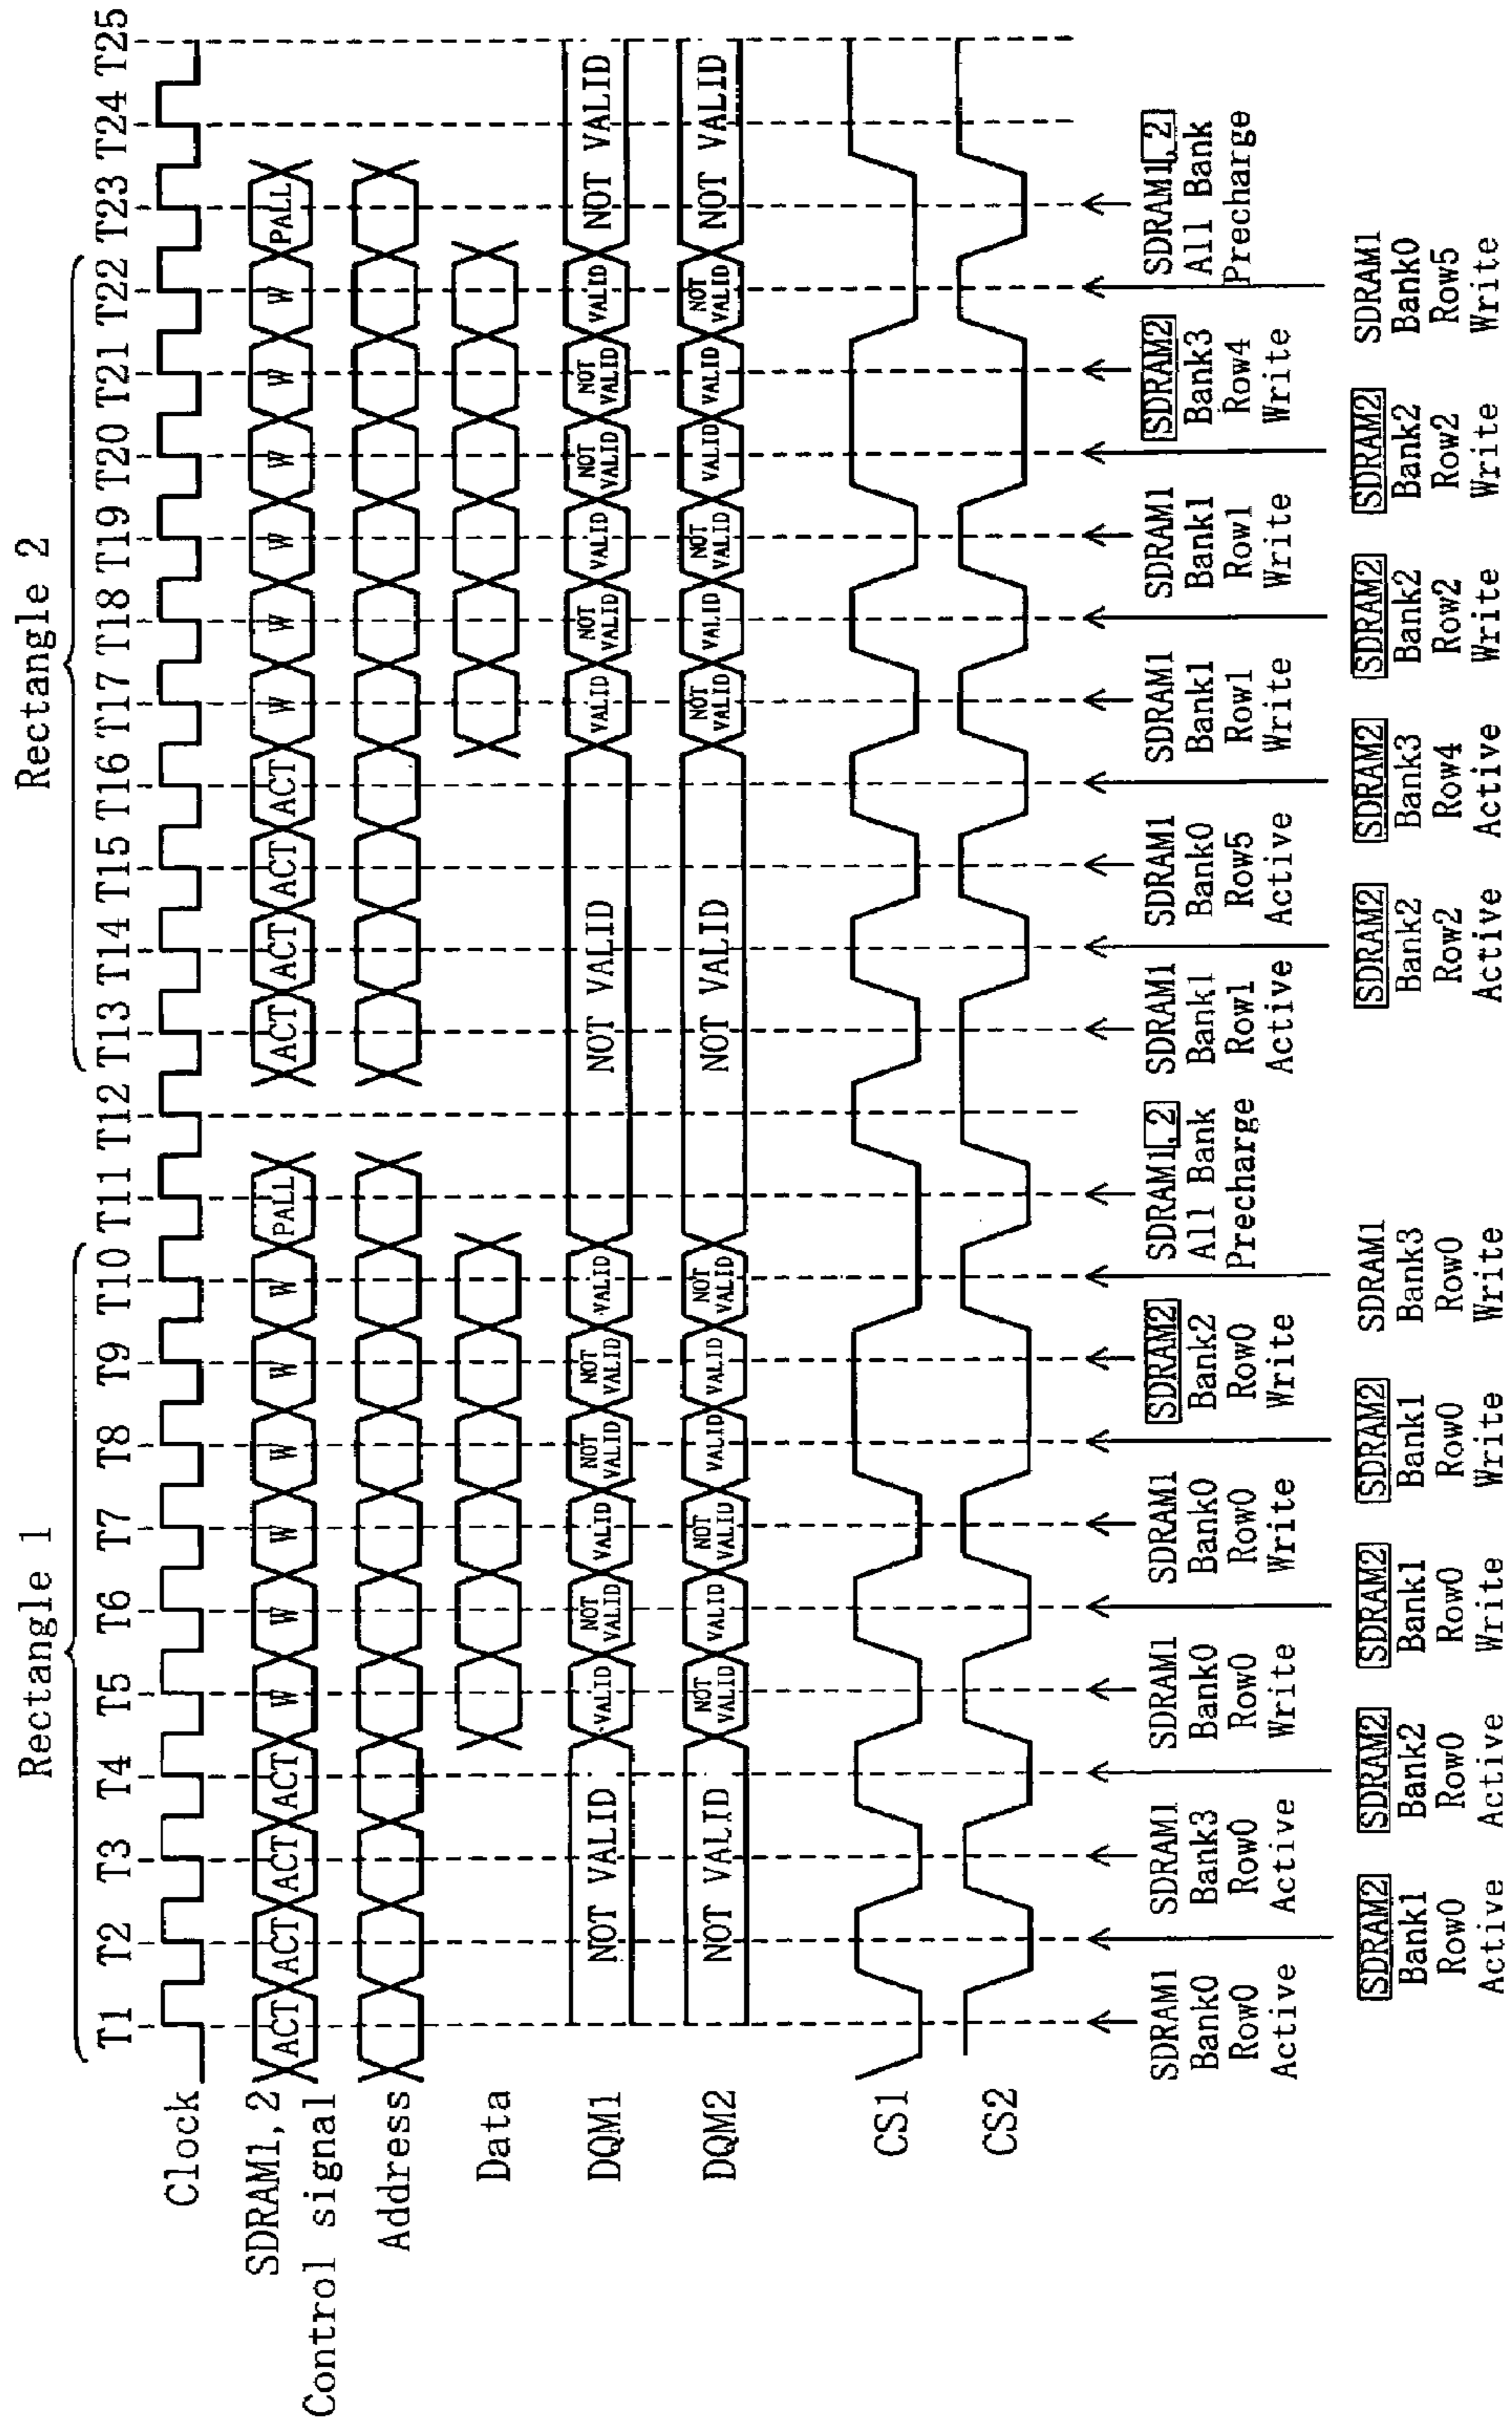 Rectangle 1
Rectangle 2
T1 T2 T3 T4 T5 T6 T7 T8 T9 T10 T11 T12 T13 T14 T15 T16 T17 T18 T19 T20 T21 T22 T23 T24 T25
Clock
SDRAM1, 2
Control signal
ACT ACT ACT ACT W W W W W W PALL ACT ACT ACT ACT W W W W W W PALL
Address
Data
DQM1
NOT VALID VALID NOT VALID VALID NOT VALID NOT VALID VALID NOT VALID VALID NOT VALID VALID NOT VALID NOT VALID VALID NOT VALID
DQM2
NOT VALID NOT VALID VALID NOT VALID VALID VALID NOT VALID NOT VALID NOT VALID VALID NOT VALID VALID VALID NOT VALID NOT VALID
CS1
CS2
SDRAM1
Bank0
Row0
Active
SDRAM1
Bank3
Row0
Active
SDRAM1
Bank0
Row0
Write
SDRAM1
Bank0
Row0
Write
SDRAM2
Bank2
Row0
Write
SDRAM1, 2
All Bank
Precharge
SDRAM1
Bank1
Row1
Active
SDRAM1
Bank0
Row5
Active
SDRAM1
Bank1
Row1
Write
SDRAM1
Bank1
Row1
Write
SDRAM2
Bank3
Row4
Write
SDRAM1, 2
All Bank
Precharge
SDRAM2
Bank1
Row0
Active
SDRAM2
Bank2
Row0
Active
SDRAM2
Bank1
Row0
Write
SDRAM2
Bank1
Row0
Write
SDRAM1
Bank3
Row0
Write
SDRAM2
Bank2
Row2
Active
SDRAM2
Bank3
Row4
Active
SDRAM2
Bank2
Row2
Write
SDRAM2
Bank2
Row2
Write
SDRAM1
Bank0
Row5
Write